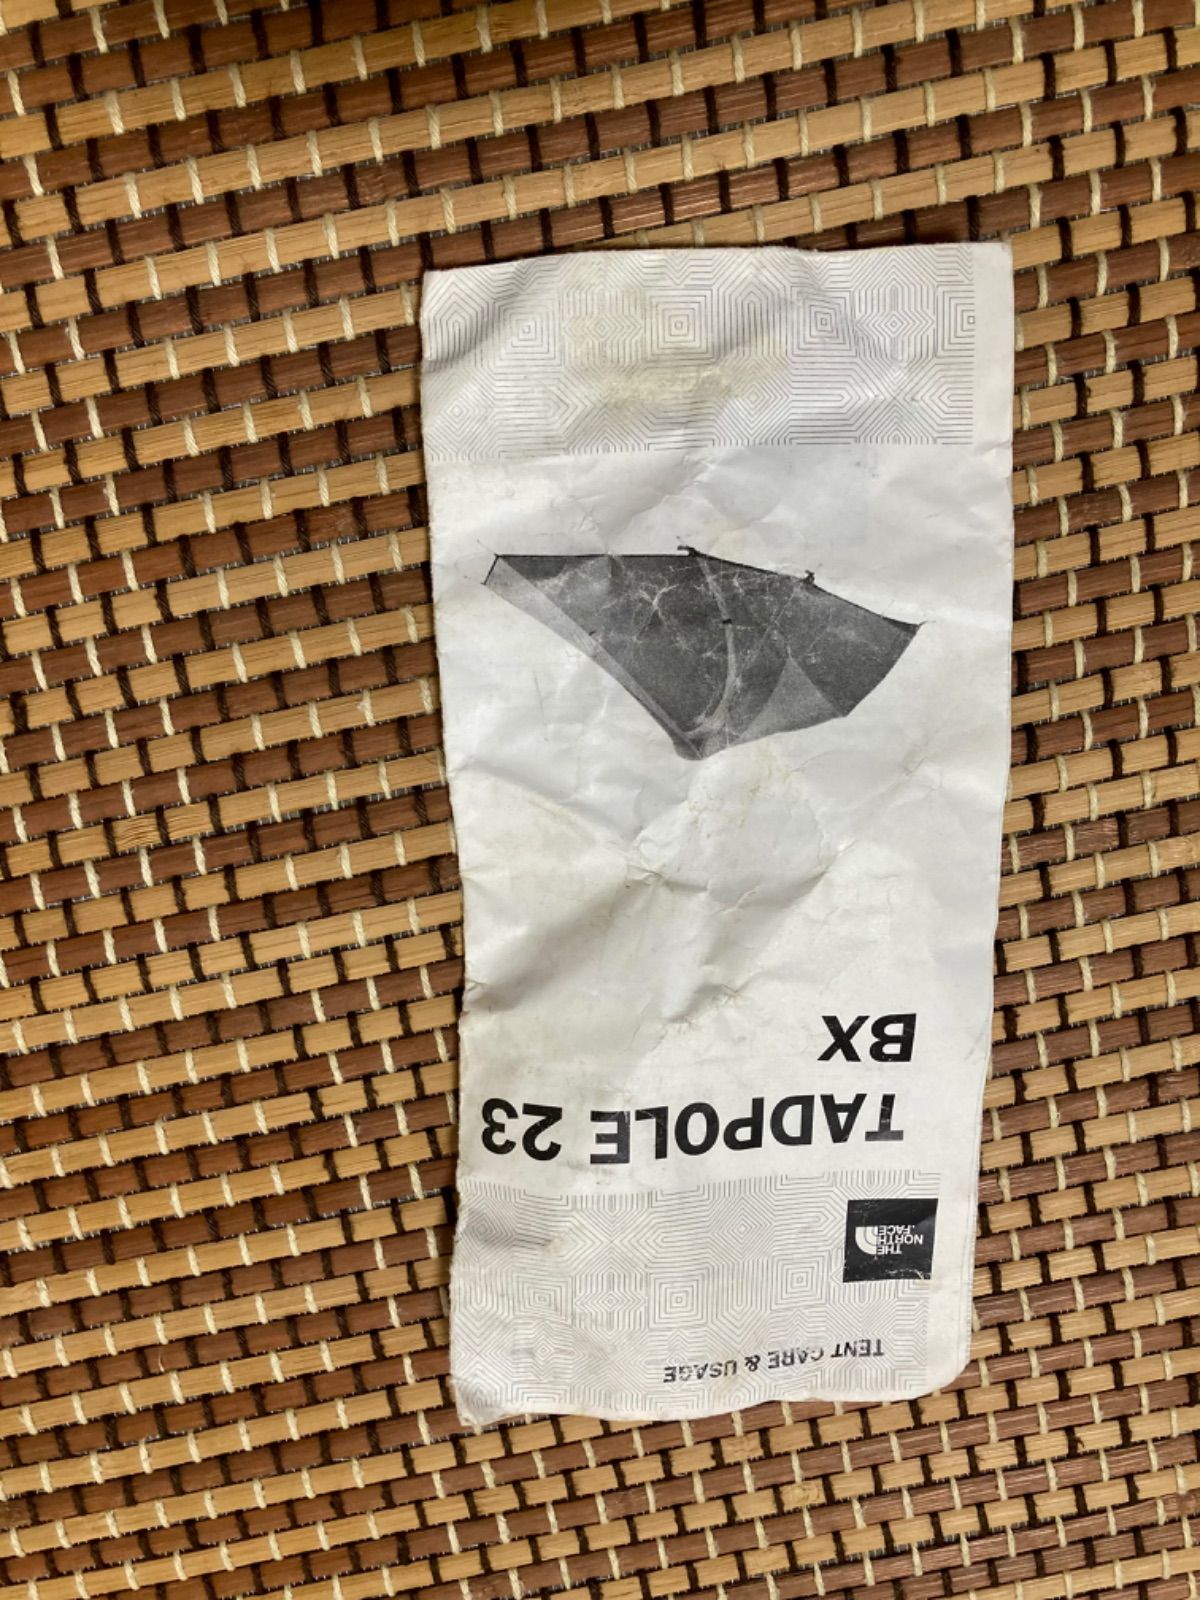 TENT CARE & USAGE
THE
NORTH
FACE
TADPOLE 23
BX